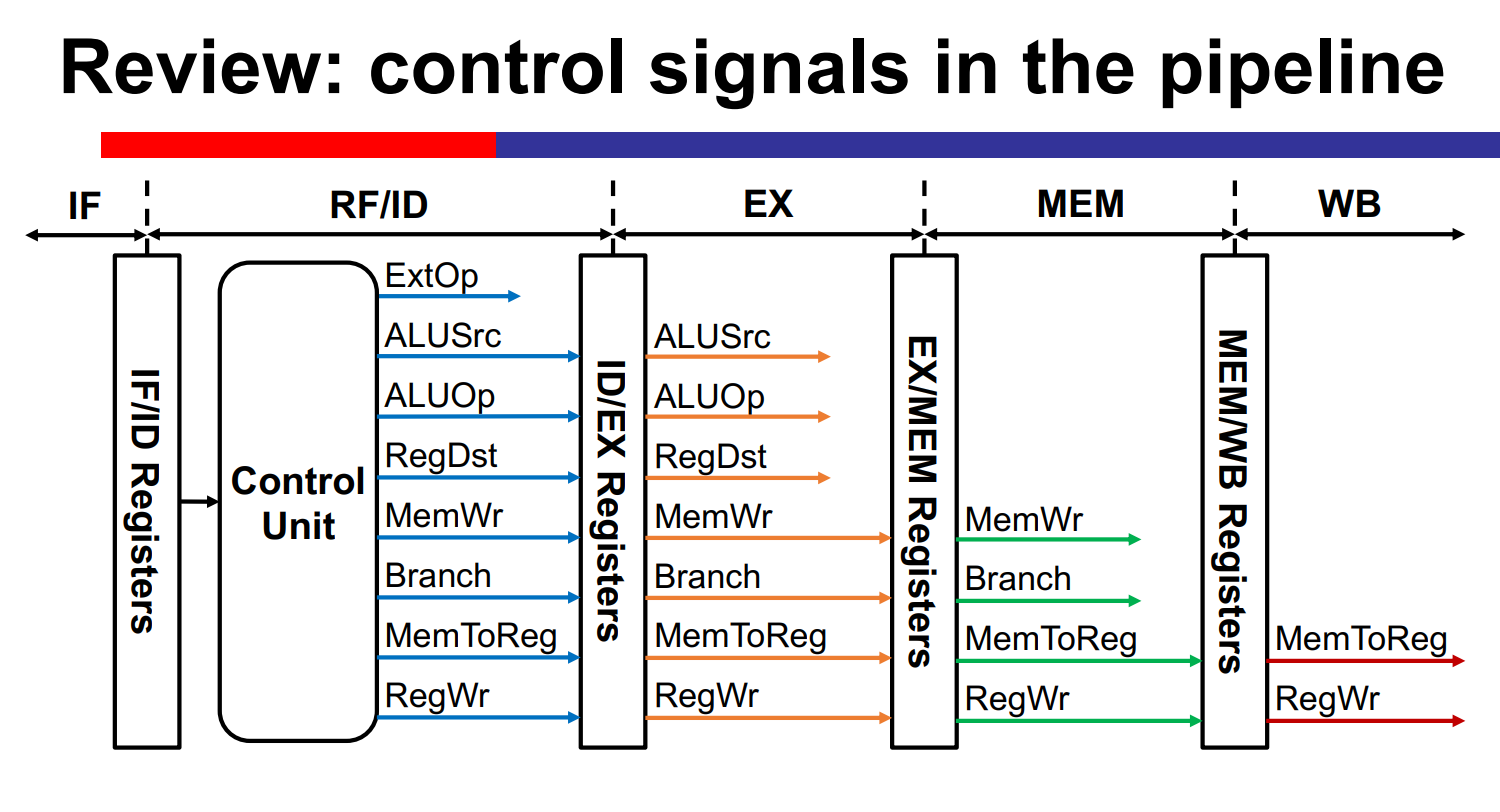 Review: control signals in the pipeline
IF
RF/ID
EX
MEM
WB
IF/ID Registers
Control
Unit
ExtOp
ALUSrc
ALUOp
RegDst
MemWr
Branch
MemToReg
RegWr
ID/EX Registers
ALUSrc
ALUOp
RegDst
MemWr
Branch
MemToReg
RegWr
EX/MEM Registers
MemWr
Branch
MemToReg
RegWr
MEM/WB Registers
MemToReg
RegWr